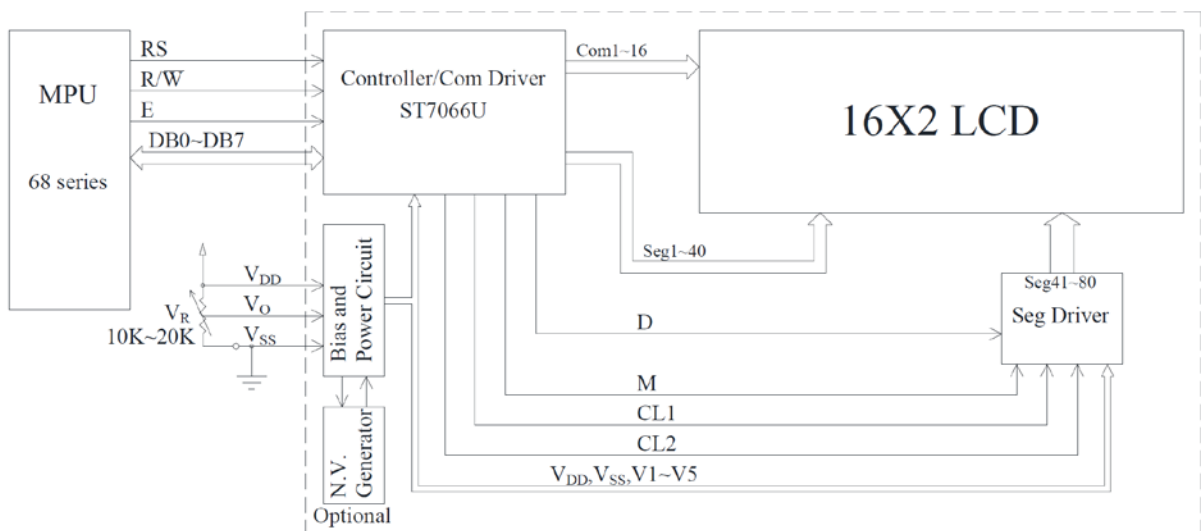 MPU
68 series
RS
R/W̅
E
DB0~DB7
Controller/Com Driver
ST7066U
Com1~16
16X2 LCD
Seg1~40
Seg41~80
Seg Driver
VDD
VR
VO
10K~20K
VSS
Bias and
Power Circuit
N.V.
Generator
Optional
D
M
CL1
CL2
VDD,VSS,V1~V5